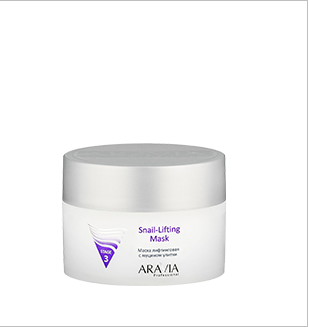 Snail-Lifting
Mask
STAGE
3
Маска лифтинговая
с муцином улитки
ARAVIA
Professional